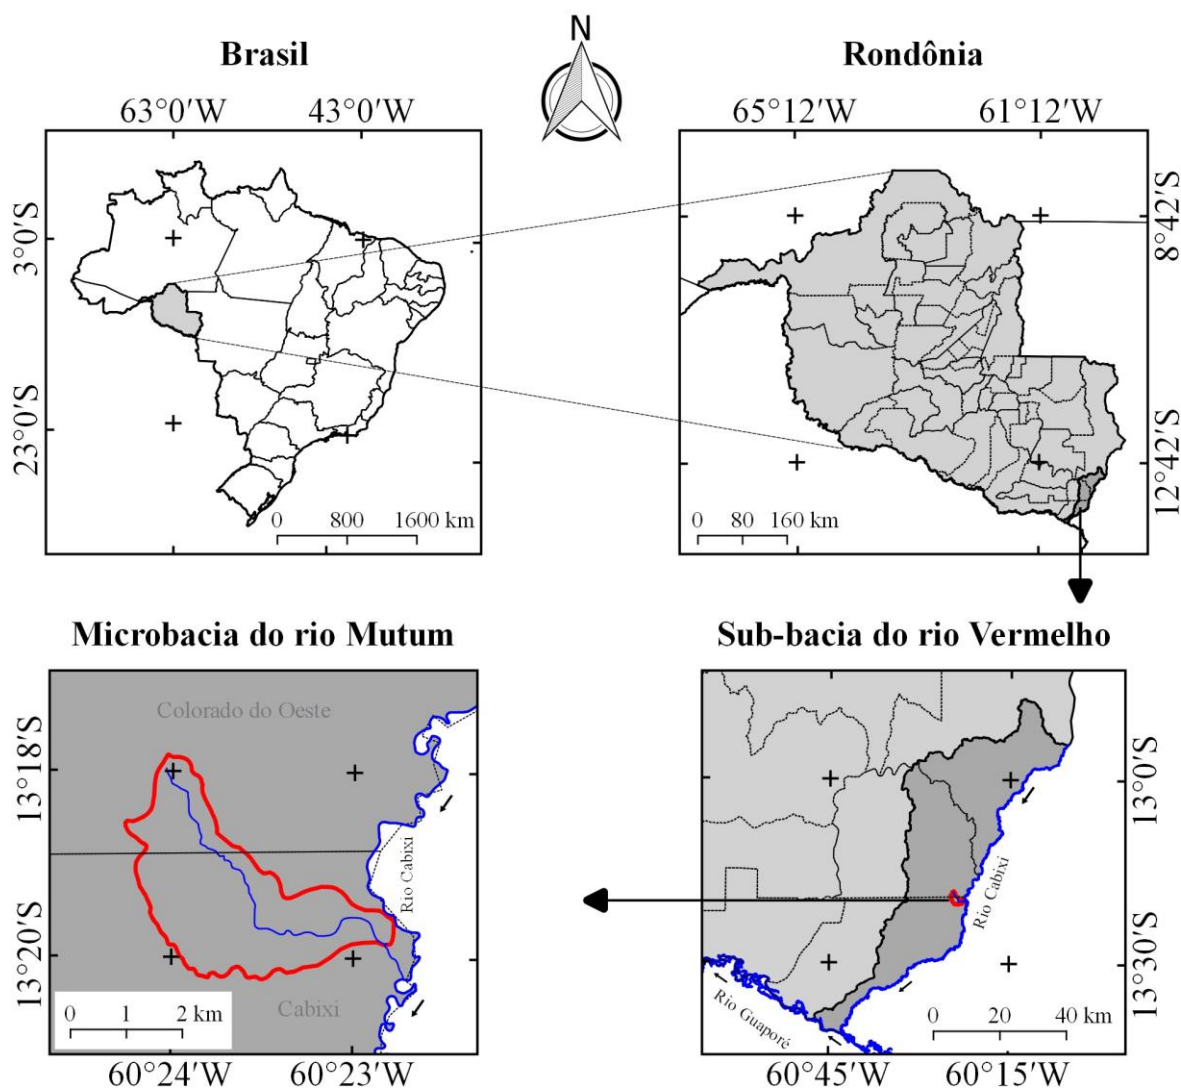 N
Brasil
63°0'W 43°0'W
3°0'S
23°0'S
0 800 1600 km
Rondônia
65°12'W 61°12'W
8°42'S
12°42'S
0 80 160 km
Microbacia do rio Mutum
Colorado do Oeste
13°18'S
13°20'S
Rio Cabixi
Cabixi
0 1 2 km
60°24'W 60°23'W
Sub-bacia do rio Vermelho
13°0'S
13°30'S
Rio Cabixi
Rio Guaporé
0 20 40 km
60°45'W 60°15'W